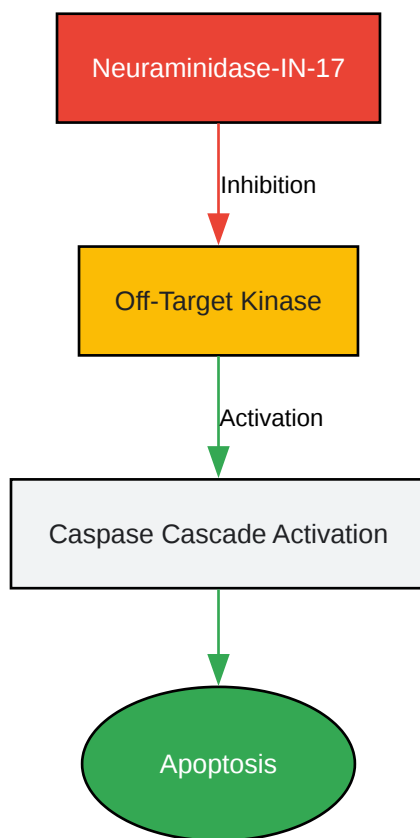 Neuraminidase-IN-17
Inhibition
Off-Target Kinase
Activation
Caspase Cascade Activation
Apoptosis